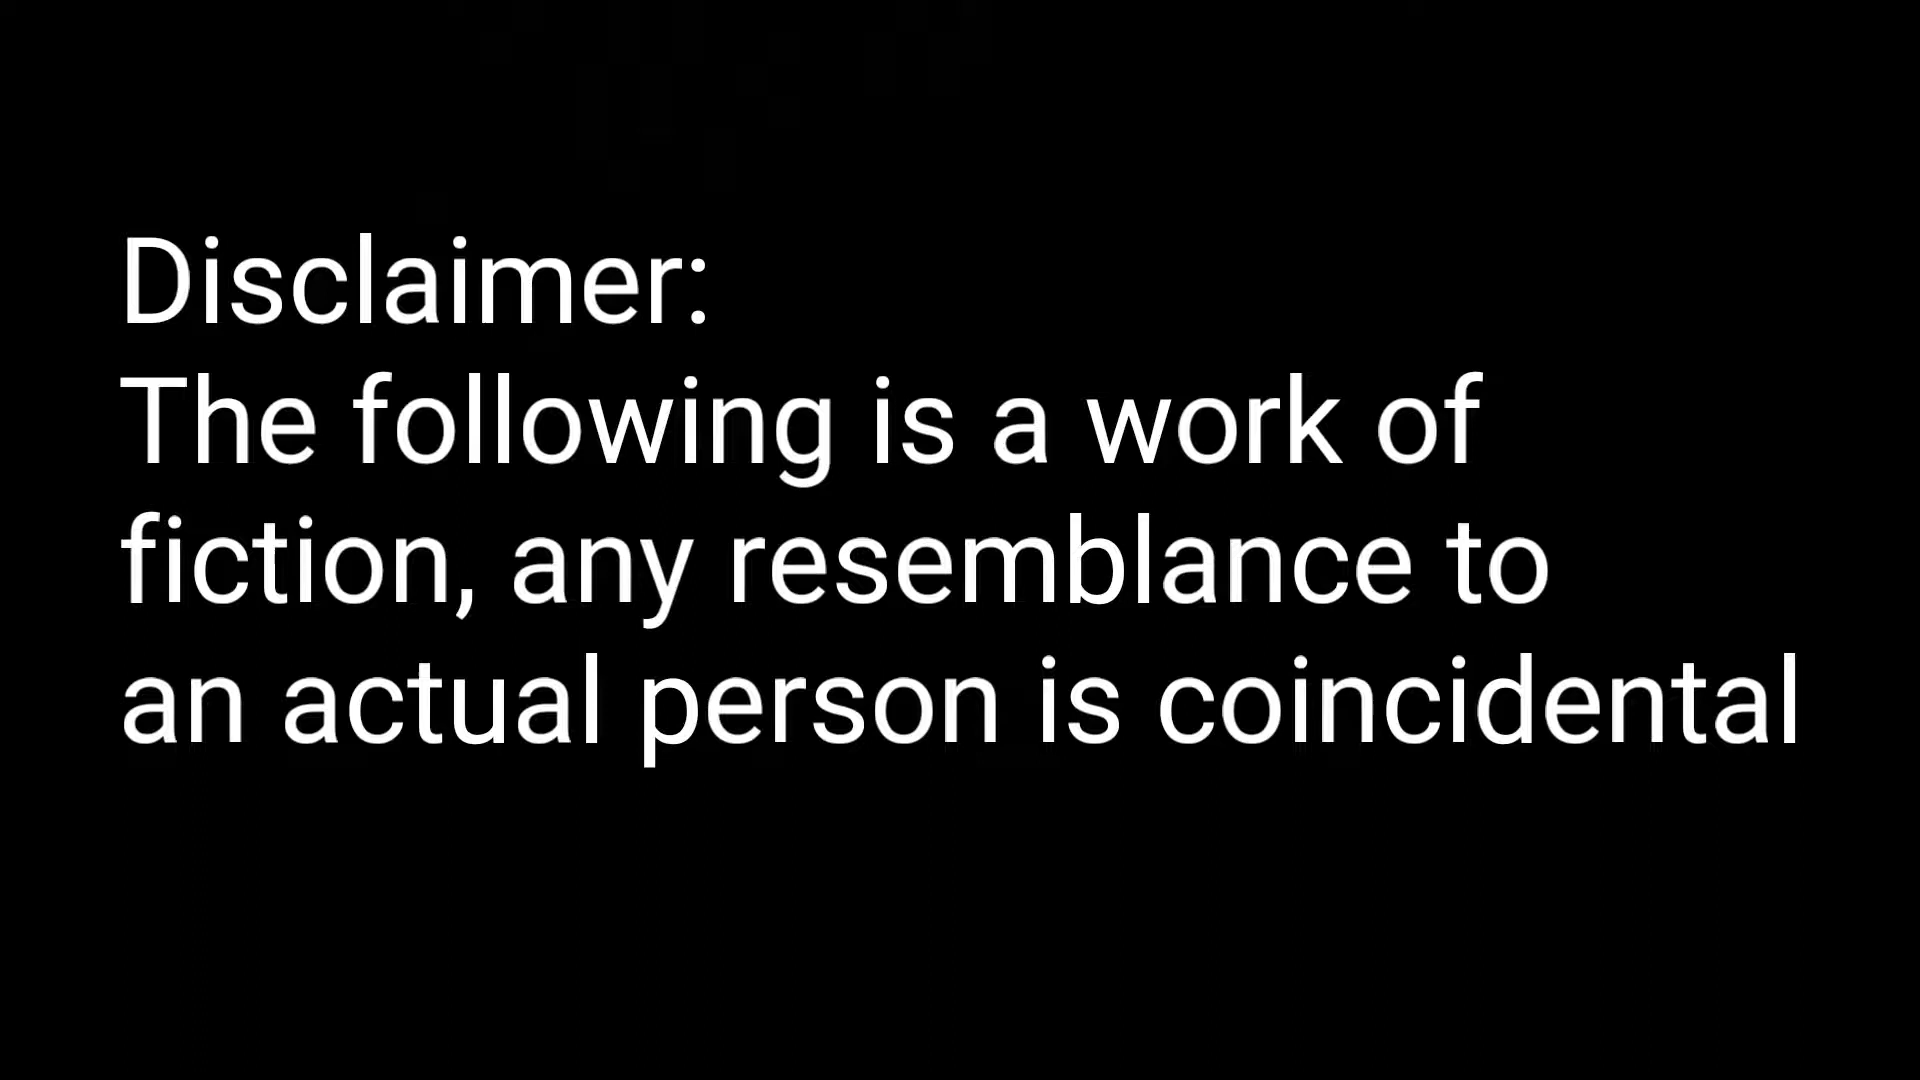 Disclaimer:
The following is a work of
fiction, any resemblance to
an actual person is coincidental